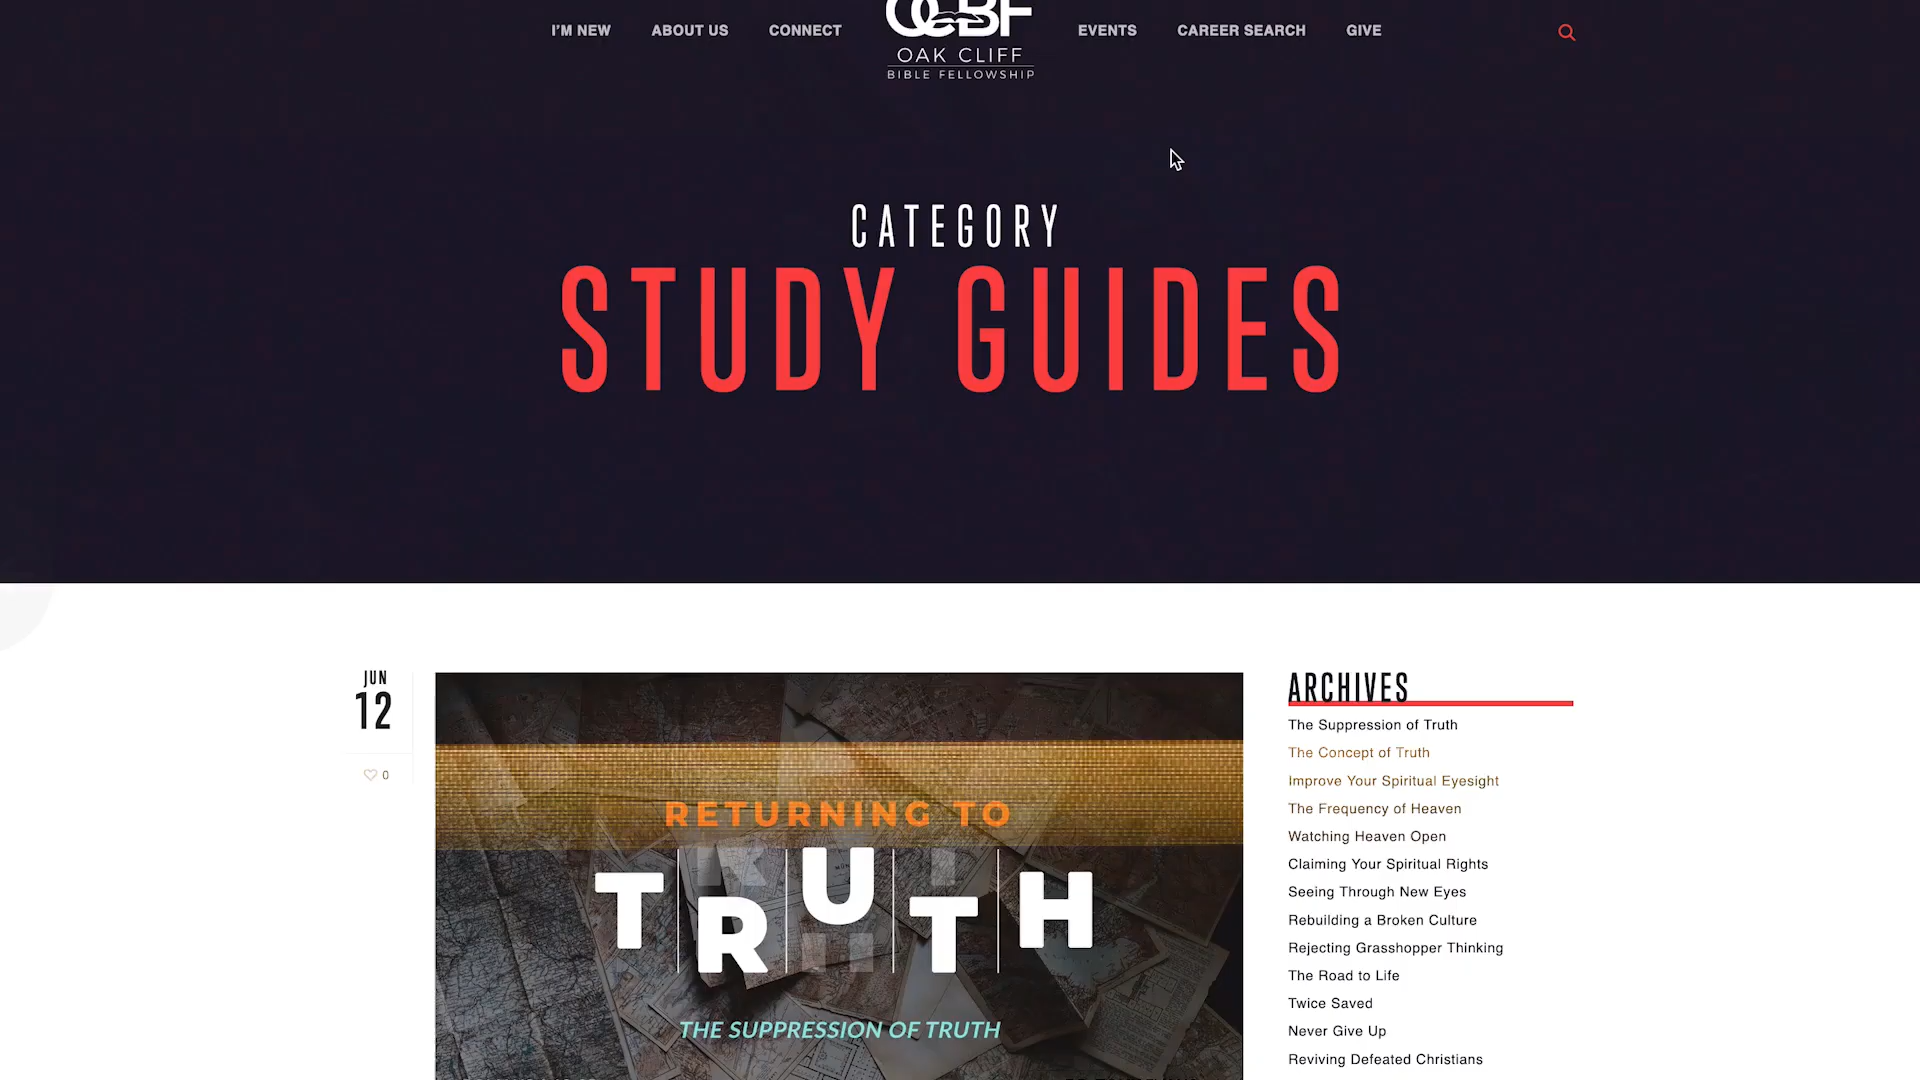 I'M NEW
ABOUT US
CONNECT
OCBF
OAK CLIFF
BIBLE FELLOWSHIP
EVENTS
CAREER SEARCH
GIVE
CATEGORY
STUDY GUIDES
JUN
12
0
RETURNING TO
TRUTH
THE SUPPRESSION OF TRUTH
ARCHIVES
The Suppression of Truth
The Concept of Truth
Improve Your Spiritual Eyesight
The Frequency of Heaven
Watching Heaven Open
Claiming Your Spiritual Rights
Seeing Through New Eyes
Rebuilding a Broken Culture
Rejecting Grasshopper Thinking
The Road to Life
Twice Saved
Never Give Up
Reviving Defeated Christians